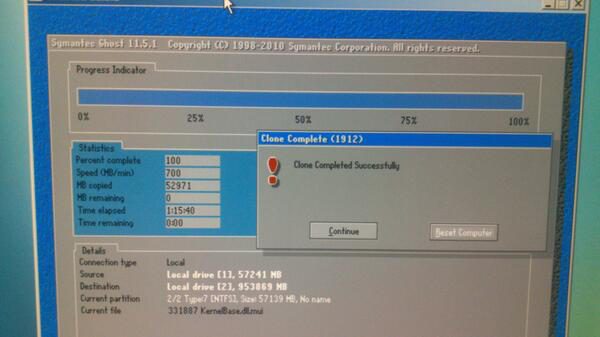 Symantec Ghost 11.5.1 Copyright (C) 1998-2010 Symantec Corporation. All rights reserved.
Progress Indicator
0% 25% 50% 75% 100%
Clone Complete (1912)
Clone Completed Successfully
Continue Reset Computer
Statistics
Percent complete 100
Speed (MB/min) 700
MB copied 52971
MB remaining 0
Time elapsed 1:15:40
Time remaining 0:00
Details
Connection type Local
Source Local drive [1], 57241 MB
Destination Local drive [2], 953869 MB
Current partition 2/2 Type:7 [NTFS], Size: 57139 MB, No name
Current file 331887 KernelBase.dll.mui